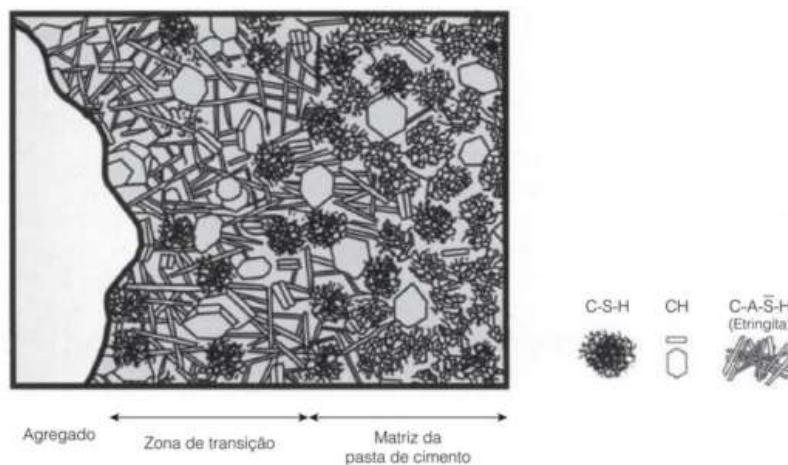 C-S-H
CH
C-A-S̅-H
(Etringita)
Agregado
Zona de transição
Matriz da
pasta de cimento